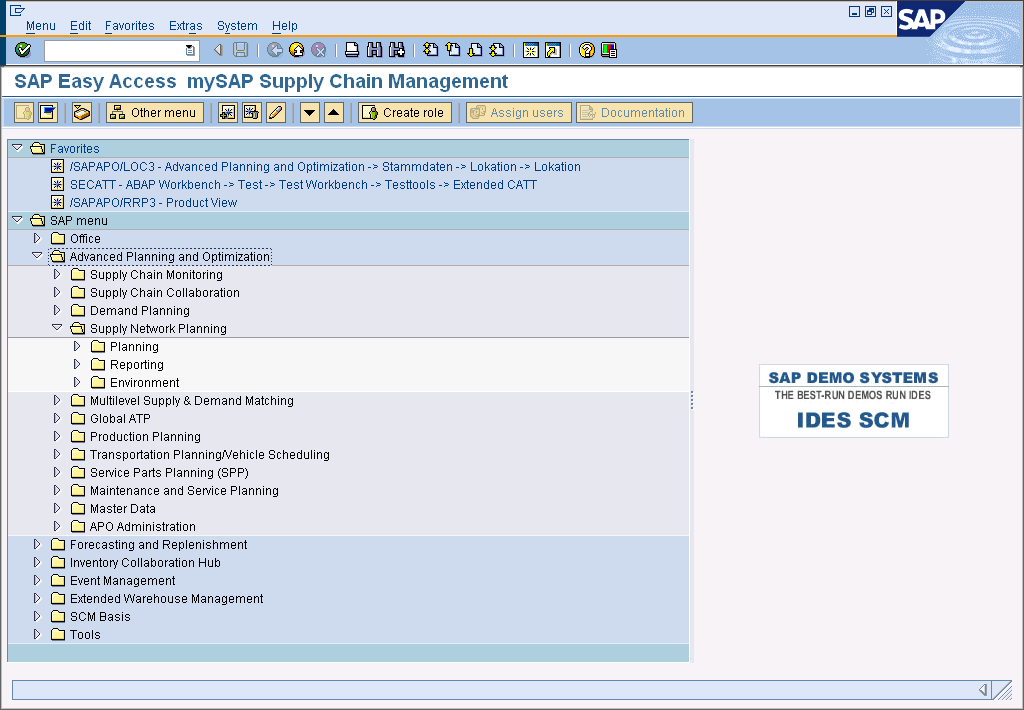 Menu Edit Favorites Extras System Help
SAP
SAP Easy Access mySAP Supply Chain Management
Other menu Create role Assign users Documentation
Favorites
/SAPAPO/LOC3 - Advanced Planning and Optimization -> Stammdaten -> Lokation -> Lokation
SECATT - ABAP Workbench -> Test -> Test Workbench -> Testtools -> Extended CATT
/SAPAPO/RRP3 - Product View
SAP menu
Office
Advanced Planning and Optimization
Supply Chain Monitoring
Supply Chain Collaboration
Demand Planning
Supply Network Planning
Planning
Reporting
Environment
Multilevel Supply & Demand Matching
Global ATP
Production Planning
Transportation Planning/Vehicle Scheduling
Service Parts Planning (SPP)
Maintenance and Service Planning
Master Data
APO Administration
Forecasting and Replenishment
Inventory Collaboration Hub
Event Management
Extended Warehouse Management
SCM Basis
Tools
SAP DEMO SYSTEMS
THE BEST-RUN DEMOS RUN IDES
IDES SCM